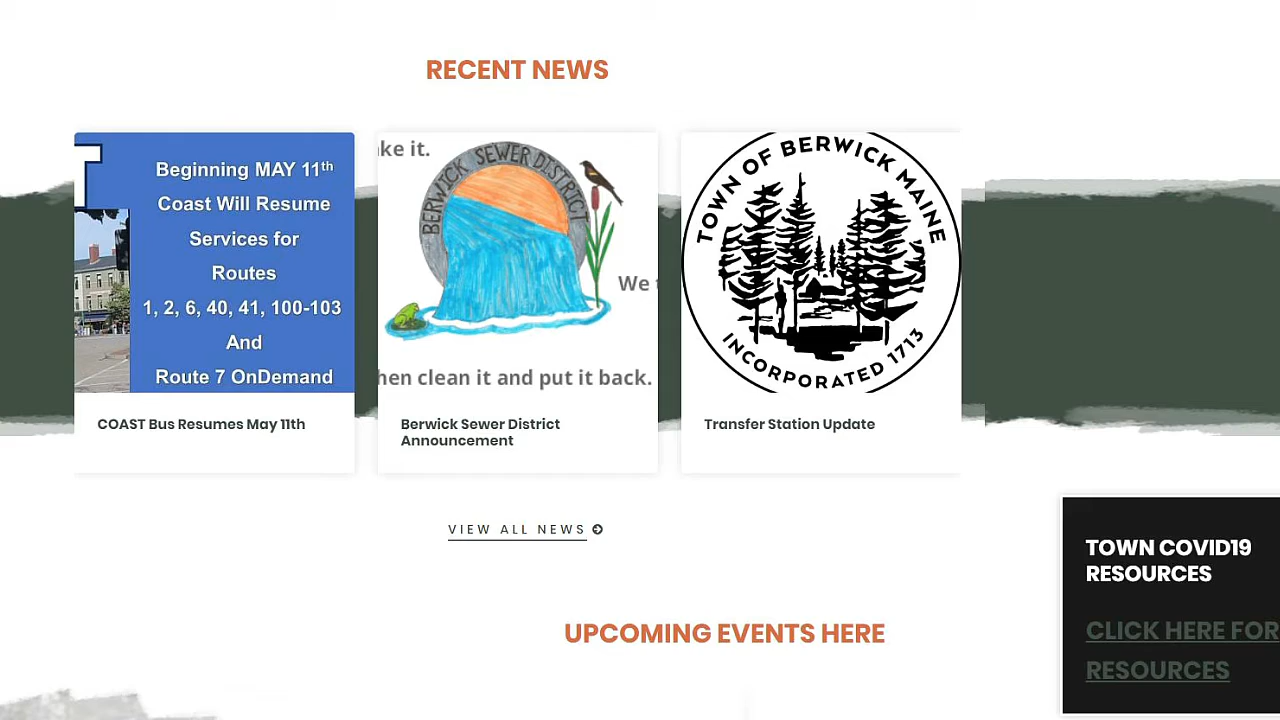 RECENT NEWS
Beginning MAY 11th
Coast Will Resume
Services for
Routes
1, 2, 6, 40, 41, 100-103
And
Route 7 OnDemand
COAST Bus Resumes May 11th
ke it.
BERWICK SEWER DISTRICT
We
hen clean it and put it back.
Berwick Sewer District
Announcement
TOWN OF BERWICK MAINE
INCORPORATED 1713
Transfer Station Update
VIEW ALL NEWS
UPCOMING EVENTS HERE
TOWN COVID19
RESOURCES
CLICK HERE FOR
RESOURCES